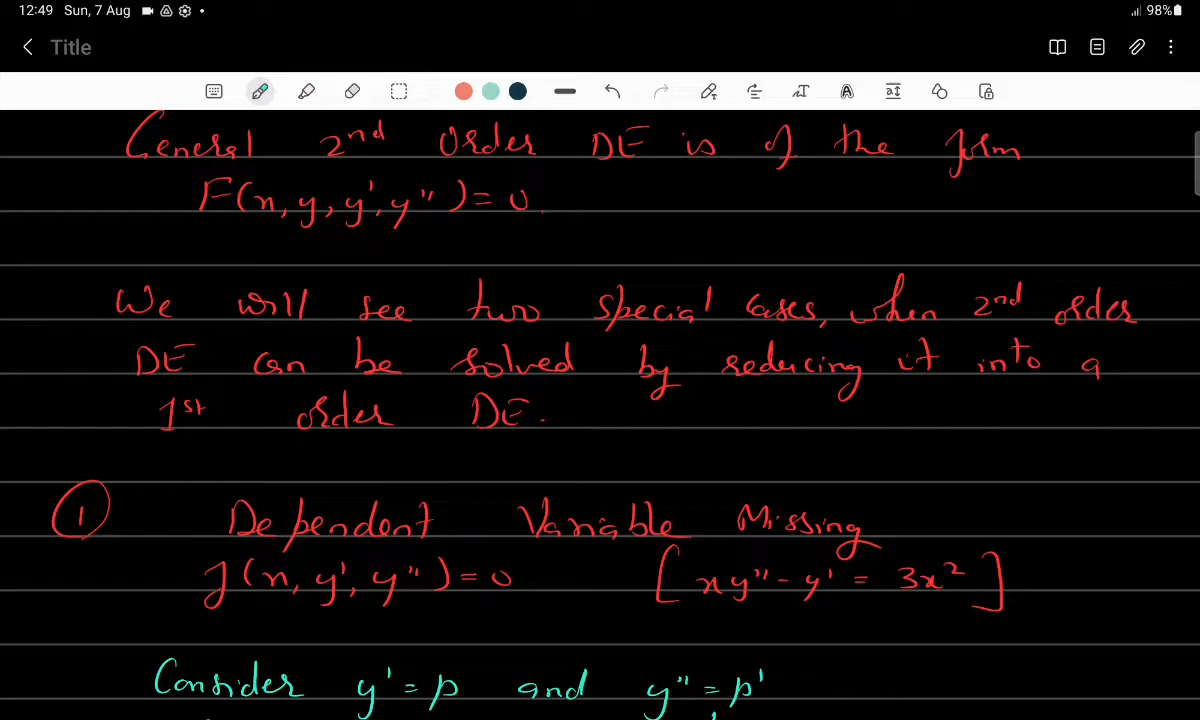 12:49 Sun, 7 Aug 98%
Title
General 2nd Order DE is of the form
F(x, y, y', y'') = 0.
We will see two special cases, when 2nd order
DE can be solved by reducing it into a
1st order DE.
1 Dependent Variable Missing
f(x, y', y'') = 0 [xy'' - y' = 3x²]
Consider y' = p and y'' = p'